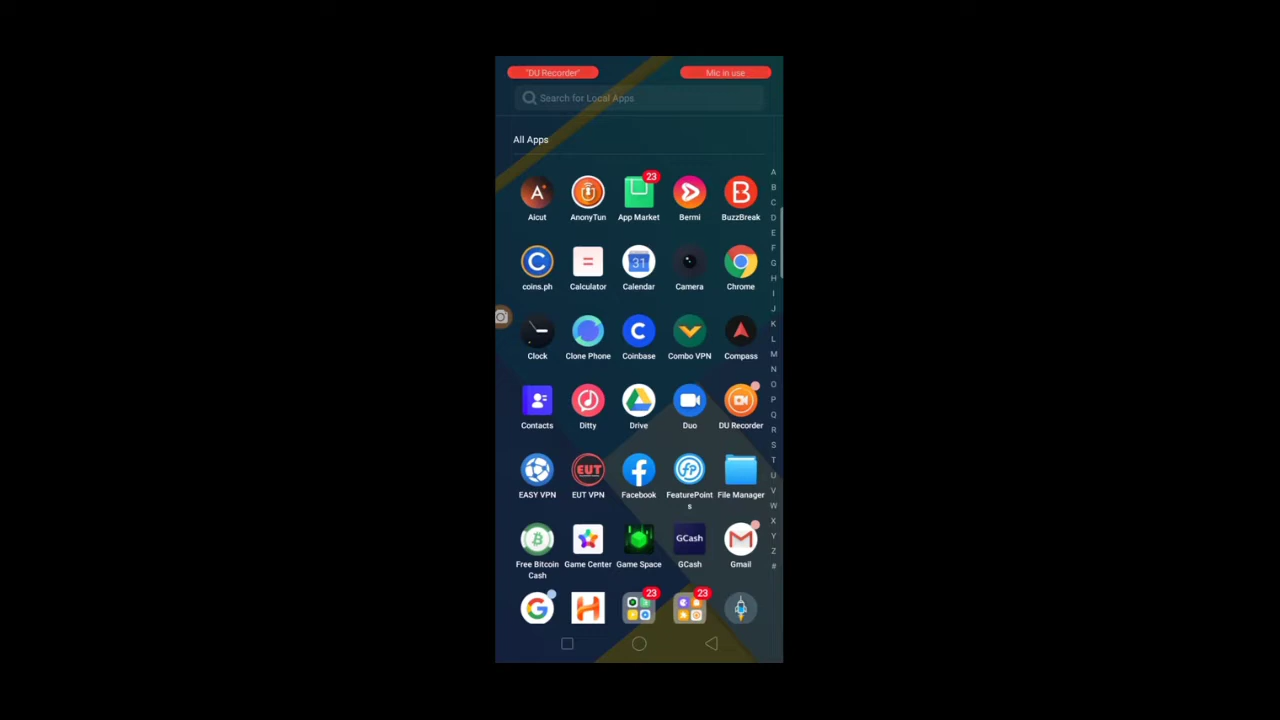 "DU Recorder" Mic in use
Search for Local Apps
All Apps
A
B
C
D
E
F
G
H
I
J
K
L
M
N
O
P
Q
R
S
T
U
V
W
X
Y
Z
#
23
A+
B
Aicut AnonyTun App Market Bermi BuzzBreak
C = 31
coins.ph Calculator Calendar Camera Chrome
C
Clock Clone Phone Coinbase Combo VPN Compass
Contacts Ditty Drive Duo DU Recorder
EUT f fp
EASY VPN EUT VPN Facebook FeaturePoint
s File Manager
GCash
Free Bitcoin
Cash Game Center Game Space GCash Gmail
23 23